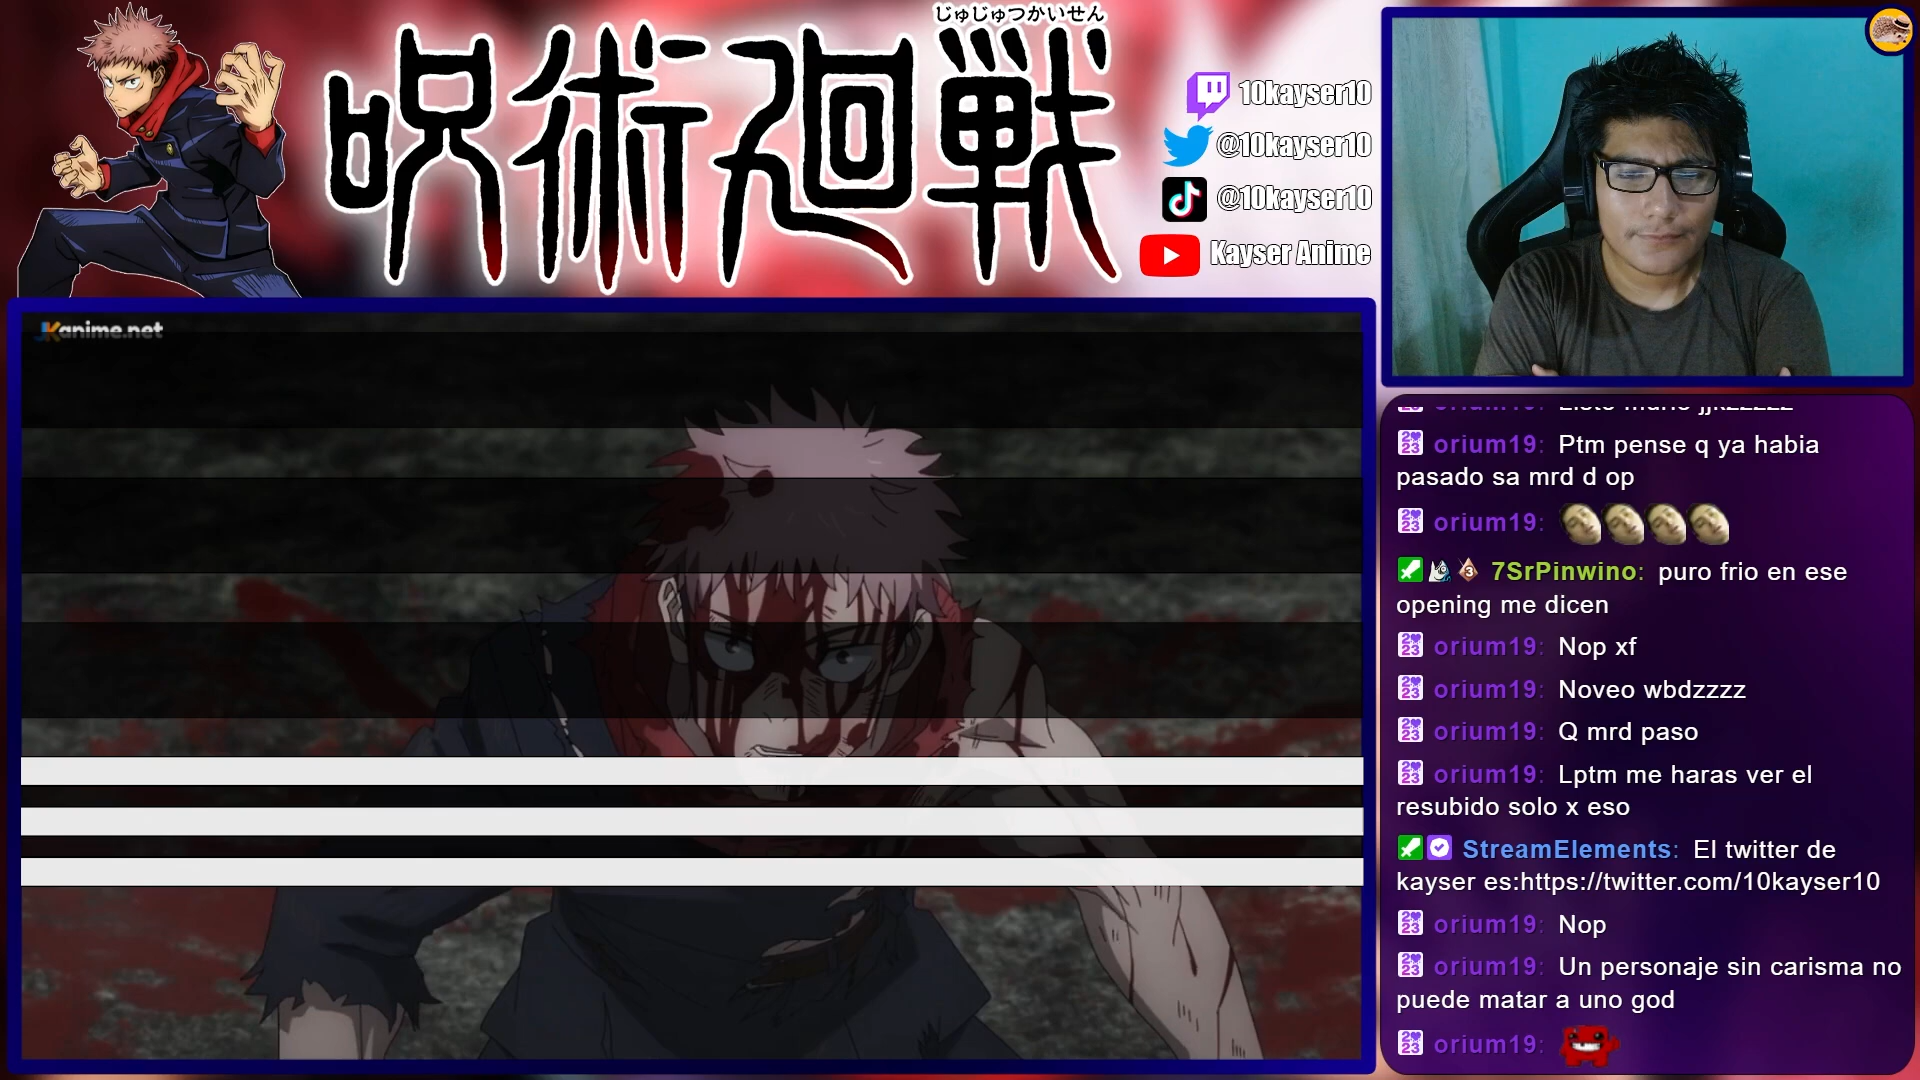 じゅじゅつかいせん
呪術廻戦
10kayser10
@10kayser10
@10kayser10
Kayser Anime
JKanime.net
orium19: Ptm pense q ya habia
pasado sa mrd d op
orium19:
7SrPinwino: puro frio en ese
opening me dicen
orium19: Nop xf
orium19: Noveo wbdzzzz
orium19: Q mrd paso
orium19: Lptm me haras ver el
resubido solo x eso
StreamElements: El twitter de
kayser es:https://twitter.com/10kayser10
orium19: Nop
orium19: Un personaje sin carisma no
puede matar a uno god
orium19: